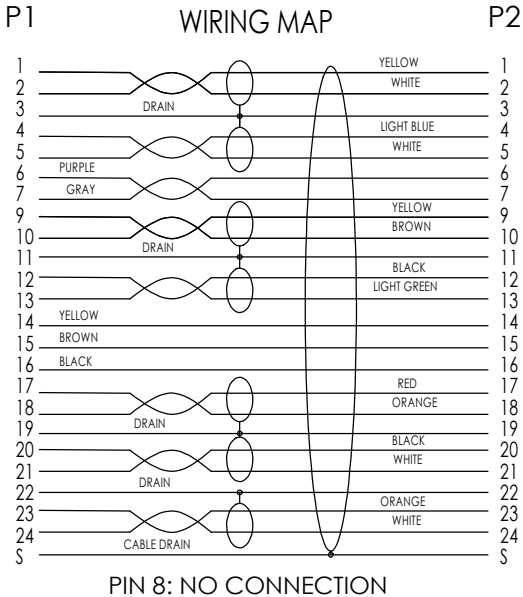 P1 WIRING MAP P2
1 YELLOW 1
2 WHITE 2
3 DRAIN 3
4 LIGHT BLUE 4
5 WHITE 5
6 PURPLE 6
7 GRAY 7
9 YELLOW 9
10 BROWN 10
11 DRAIN 11
12 BLACK 12
13 LIGHT GREEN 13
14 YELLOW 14
15 BROWN 15
16 BLACK 16
17 RED 17
18 ORANGE 18
19 DRAIN 19
20 BLACK 20
21 WHITE 21
22 DRAIN 22
23 ORANGE 23
24 WHITE 24
S CABLE DRAIN S
PIN 8: NO CONNECTION